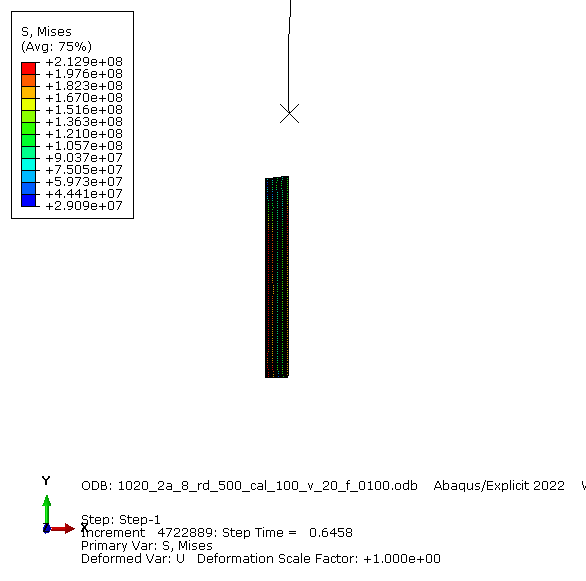 S, Mises
(Avg: 75%)
+2.129e+08
+1.976e+08
+1.823e+08
+1.670e+08
+1.516e+08
+1.363e+08
+1.210e+08
+1.057e+08
+9.037e+07
+7.505e+07
+5.973e+07
+4.441e+07
+2.909e+07
Y
X
Z
ODB: 1020_2a_8_rd_500_cal_100_v_20_f_0100.odb Abaqus/Explicit 2022
Step: Step-1
Increment 4722889: Step Time = 0.6458
Primary Var: S, Mises
Deformed Var: U Deformation Scale Factor: +1.000e+00